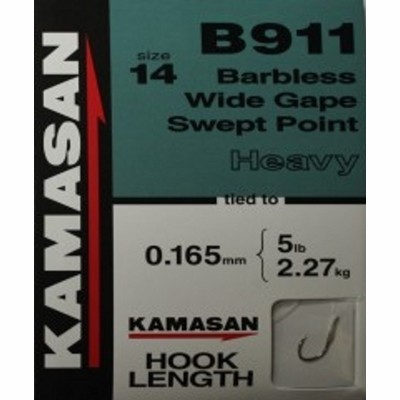 KAMASAN
B911
size 14
Barbless
Wide Gape
Swept Point
Heavy
tied to
0.165mm { 5lb
2.27kg
KAMASAN
HOOK
LENGTH